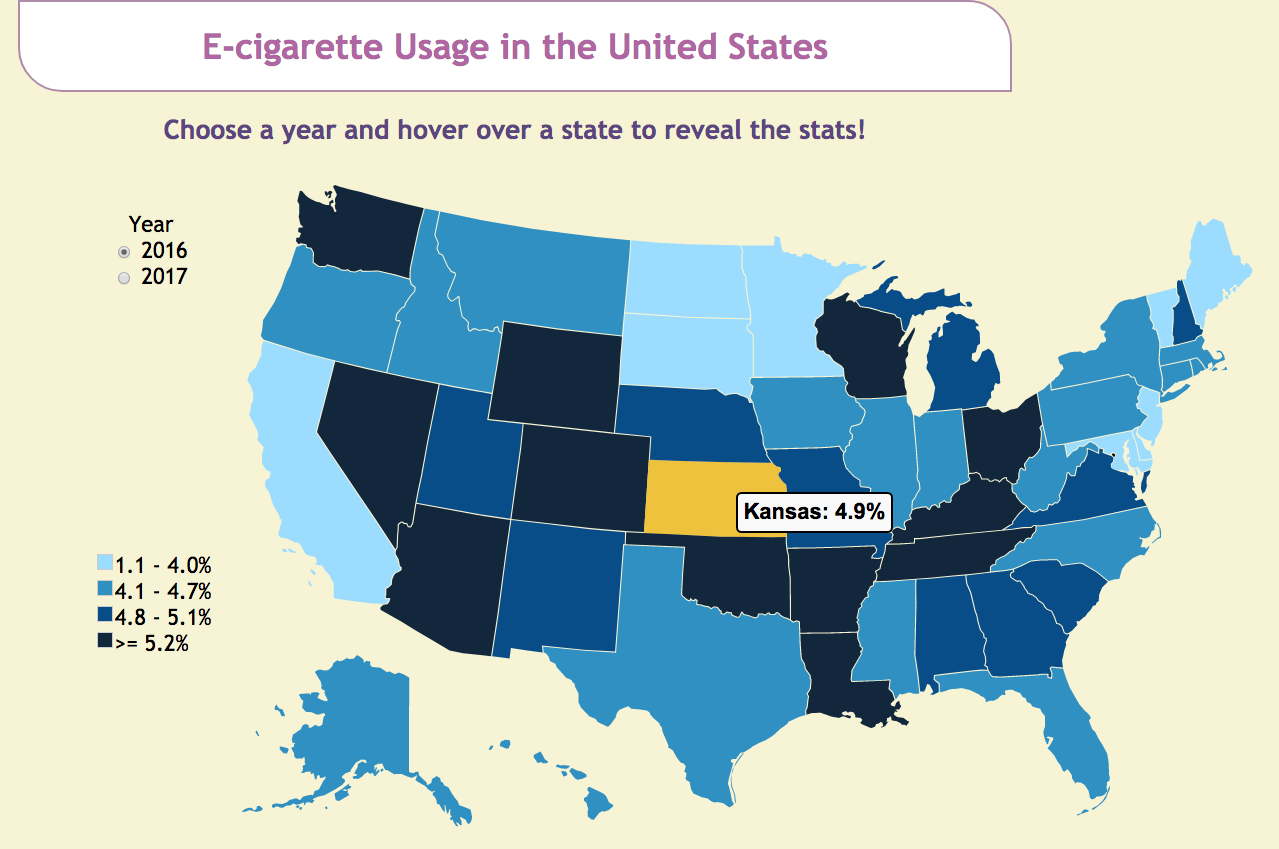 E-cigarette Usage in the United States
Choose a year and hover over a state to reveal the stats!
Year
2016
2017
Kansas: 4.9%
1.1 - 4.0%
4.1 - 4.7%
4.8 - 5.1%
>= 5.2%